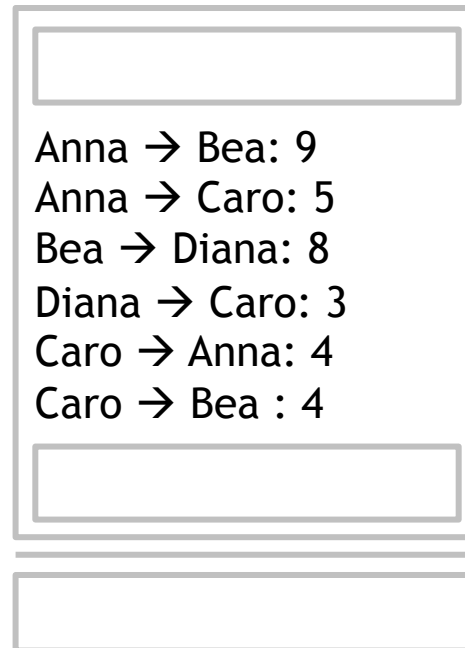 Anna → Bea: 9
Anna → Caro: 5
Bea → Diana: 8
Diana → Caro: 3
Caro → Anna: 4
Caro → Bea : 4